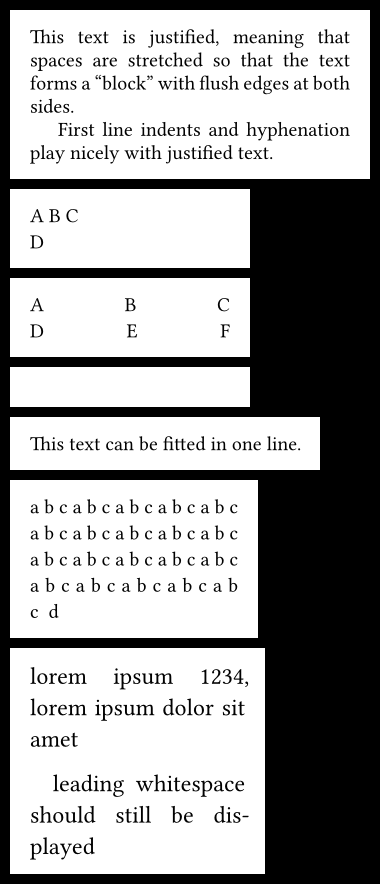 This text is justified, meaning that
spaces are stretched so that the text
forms a “block” with flush edges at both
sides.
First line indents and hyphenation
play nicely with justified text.
A B C
D
A B C
D E F
This text can be fitted in one line.
a b c a b c a b c a b c a b c
a b c a b c a b c a b c a b c
a b c a b c a b c a b c a b c
a b c a b c a b c a b c a b
c d
lorem ipsum 1234,
lorem ipsum dolor sit
amet
leading whitespace
should still be dis-
played